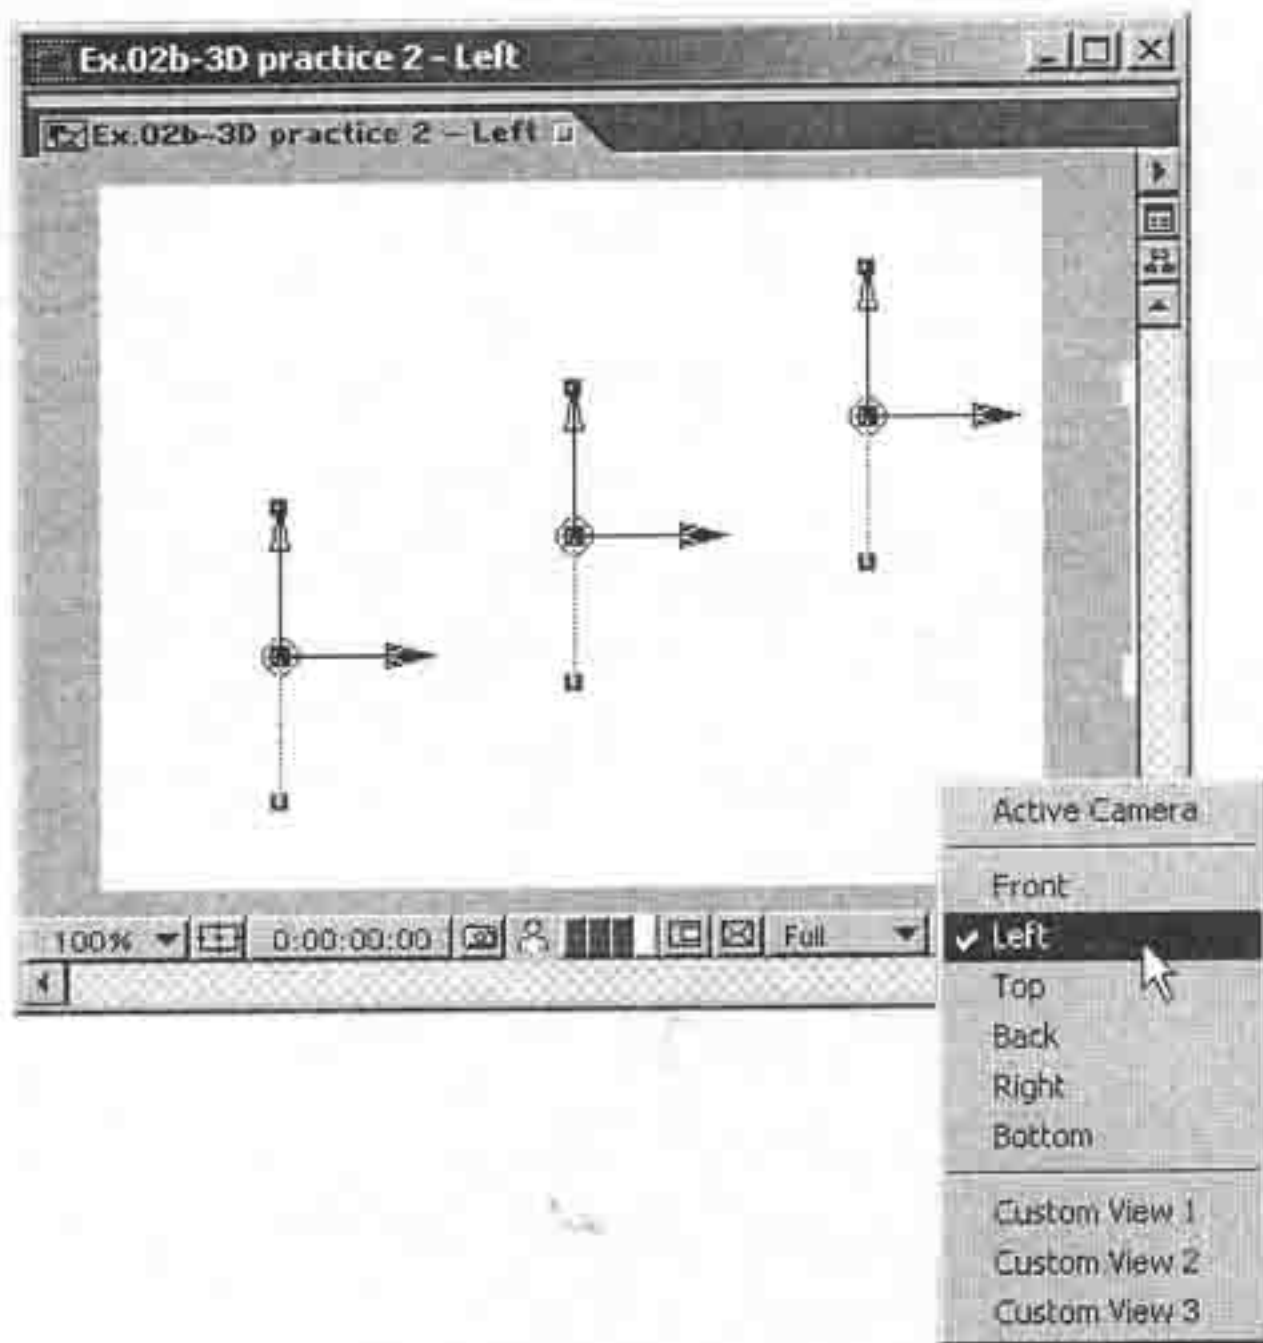 Ex.02b-3D practice 2 - Left
Ex.02b-3D practice 2 - Left
100% 0:00:00:00 Full
Active Camera
Front
Left
Top
Back
Right
Bottom
Custom View 1
Custom View 2
Custom View 3